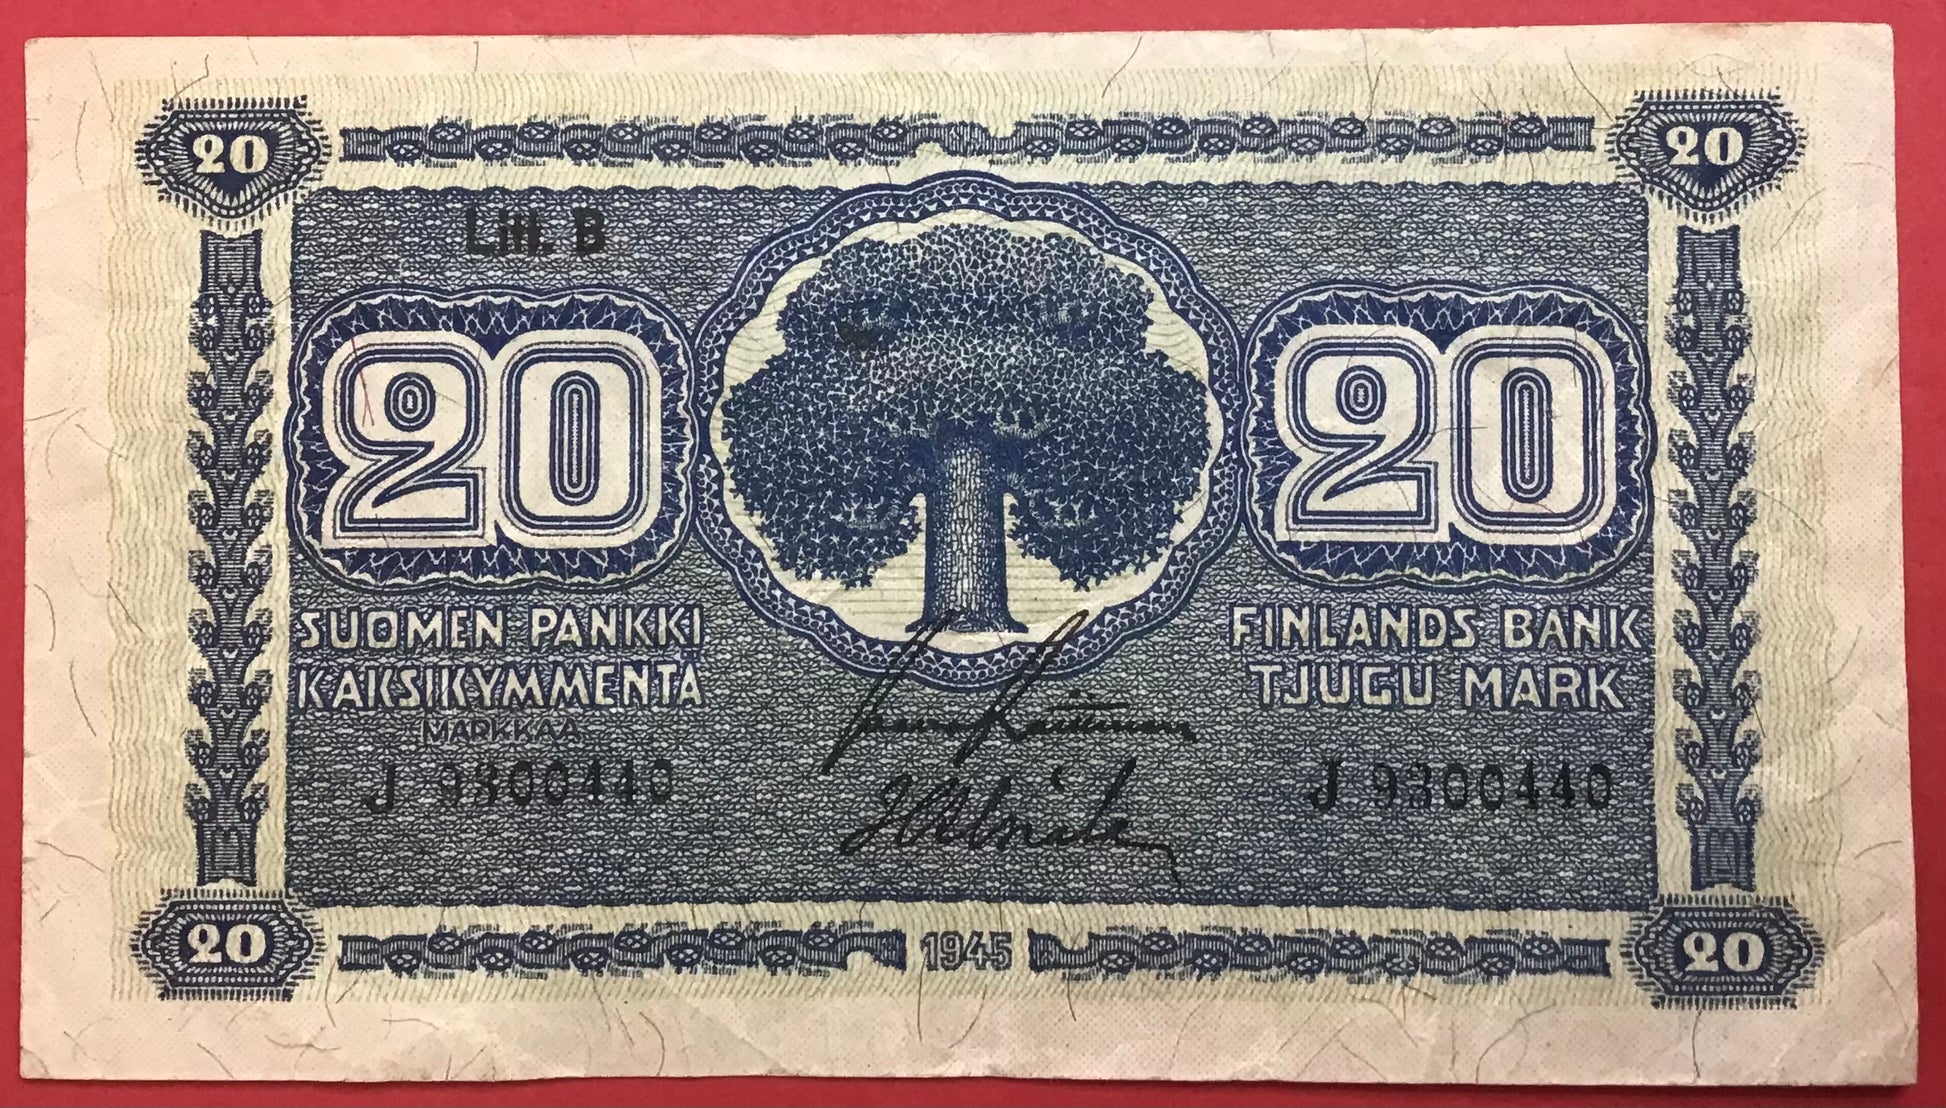 20
20
Litt. B
20
20
SUOMEN PANKKI
KAKSIKYMMENTÄ
MARKKAA
FINLANDS BANK
TJUGU MARK
J 9300440
J 9300440
20
1945
20